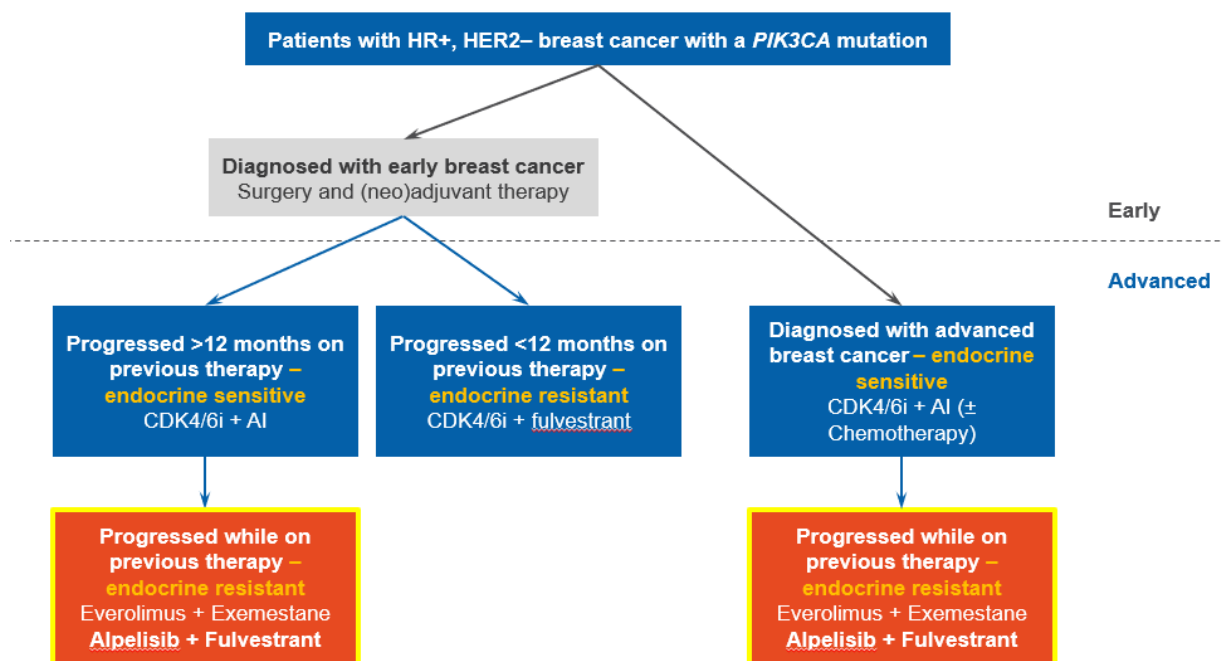 Patients with HR+, HER2– breast cancer with a PIK3CA mutation
Diagnosed with early breast cancer
Surgery and (neo)adjuvant therapy
Early
Advanced
Progressed >12 months on
previous therapy –
endocrine sensitive
CDK4/6i + AI
Progressed <12 months on
previous therapy –
endocrine resistant
CDK4/6i + fulvestrant
Diagnosed with advanced
breast cancer – endocrine
sensitive
CDK4/6i + AI (±
Chemotherapy)
Progressed while on
previous therapy –
endocrine resistant
Everolimus + Exemestane
Alpelisib + Fulvestrant
Progressed while on
previous therapy –
endocrine resistant
Everolimus + Exemestane
Alpelisib + Fulvestrant